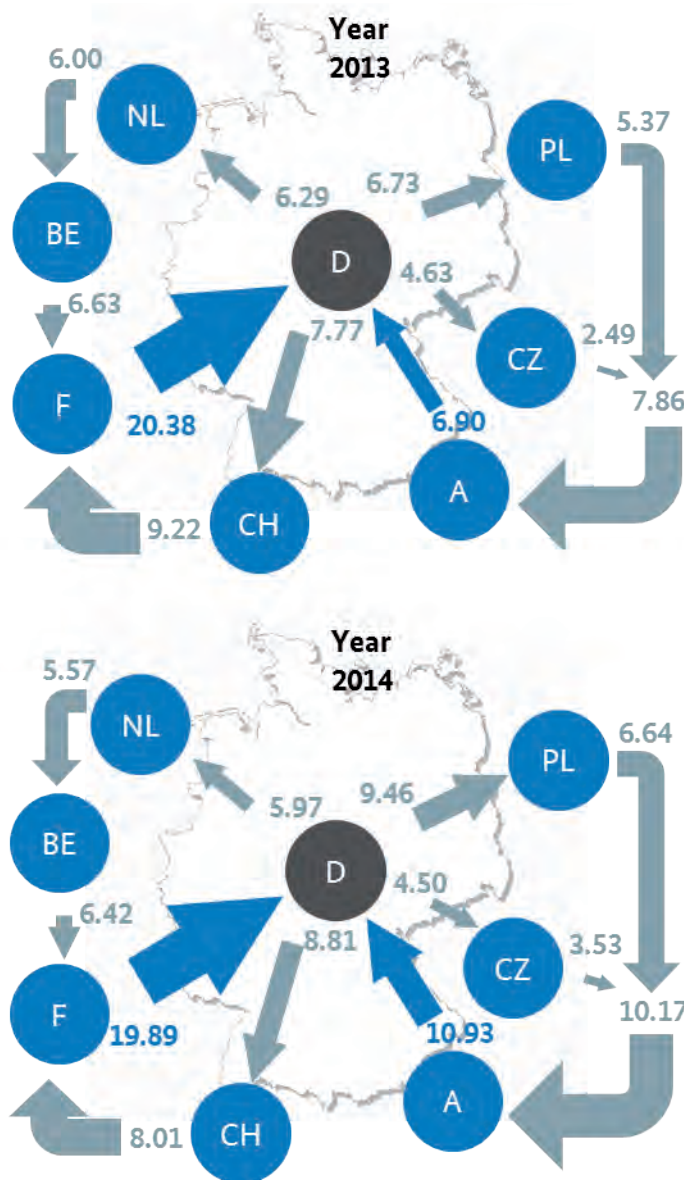 Year
2013
6.00
NL
PL
5.37
6.29
6.73
BE
D
4.63
6.63
7.77
CZ
2.49
F
7.86
20.38
6.90
A
9.22
CH
Year
2014
5.57
NL
PL
6.64
5.97
9.46
BE
D
4.50
6.42
8.81
CZ
3.53
F
10.17
19.89
10.93
A
8.01
CH